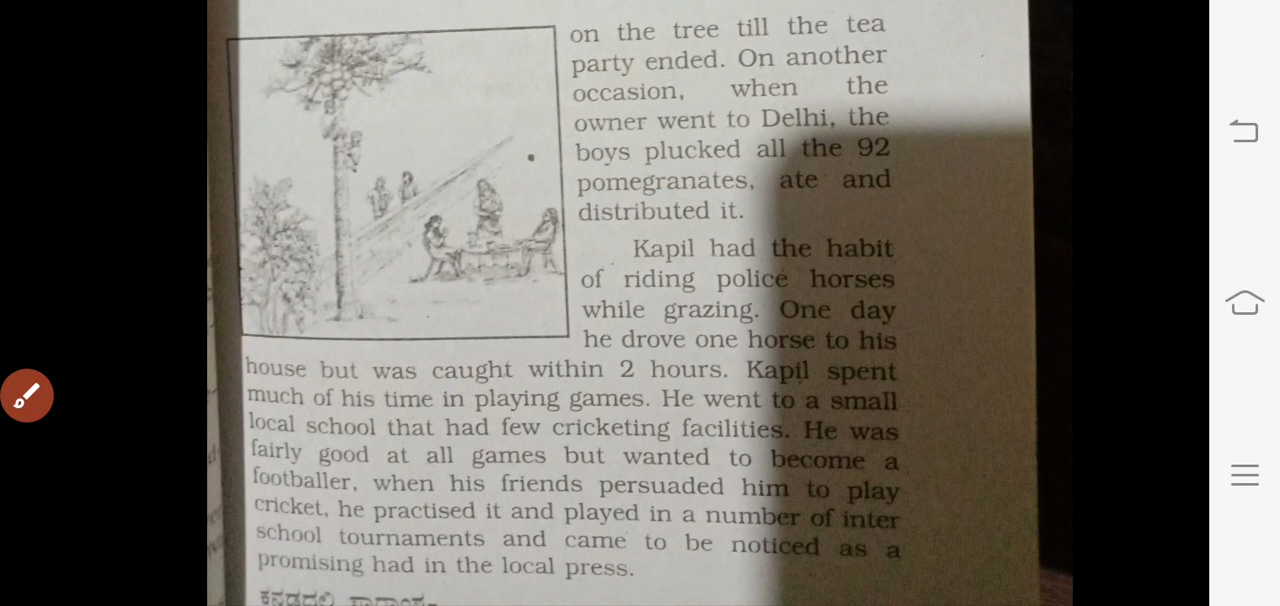 on the tree till the tea
party ended. On another
occasion, when the
owner went to Delhi, the
boys plucked all the 92
pomegranates, ate and
distributed it.
Kapil had the habit
of riding police horses
while grazing. One day
he drove one horse to his
house but was caught within 2 hours. Kapil spent
much of his time in playing games. He went to a small
local school that had few cricketing facilities. He was
fairly good at all games but wanted to become a
footballer, when his friends persuaded him to play
cricket, he practised it and played in a number of inter
school tournaments and came to be noticed as a
promising had in the local press.